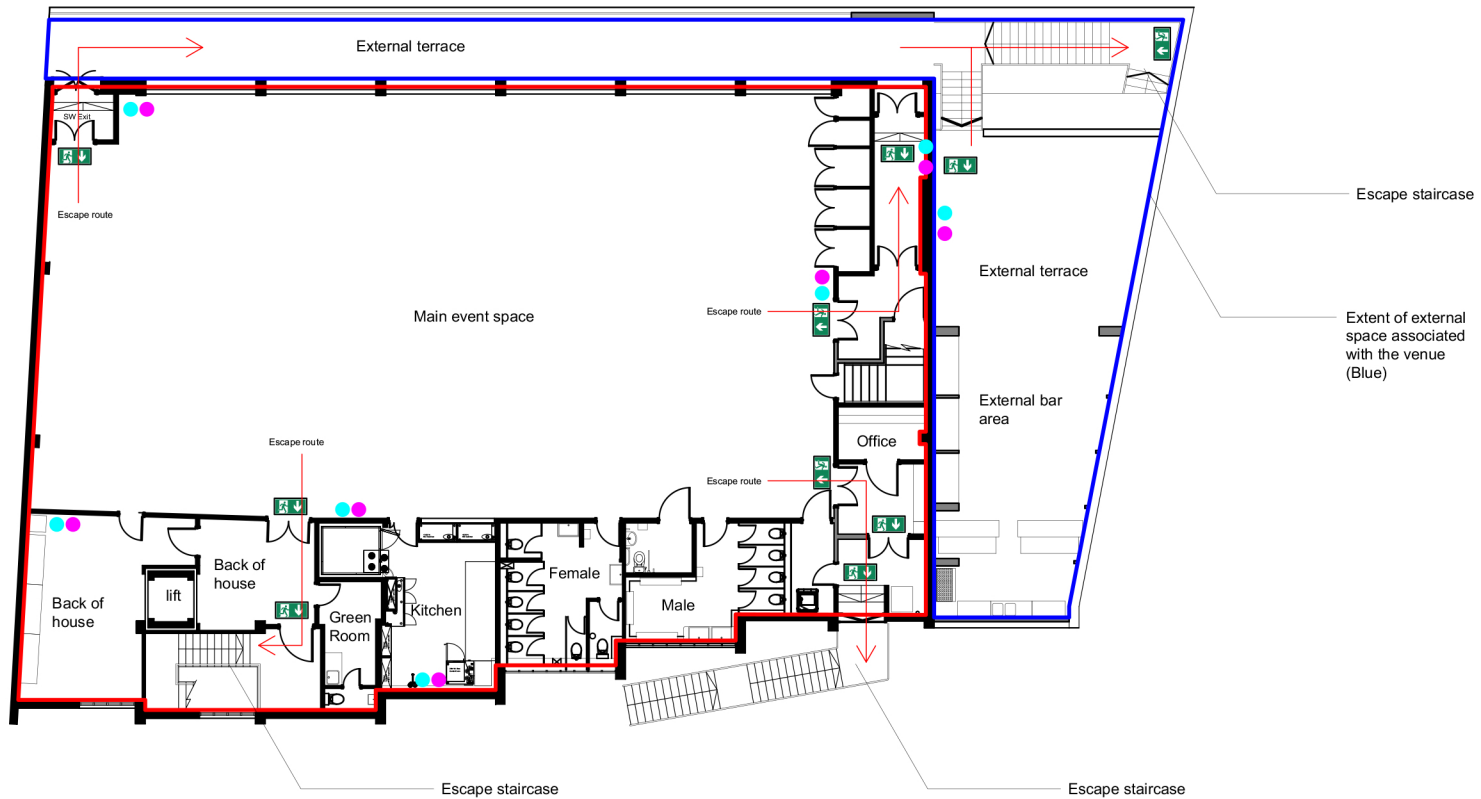 External terrace
SW Exit
Escape route
Escape staircase
External terrace
Main event space
Escape route
Extent of external
space associated
with the venue
(Blue)
External bar
area
Office
Escape route
Escape route
Back of
house
lift
Back of
house
Green
Room
Kitchen
Female
Male
Escape staircase
Escape staircase